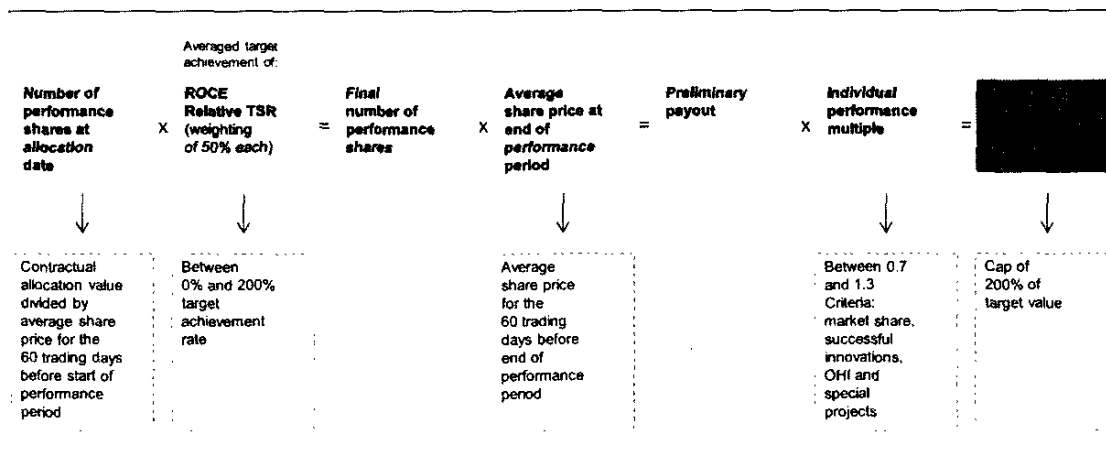 Averaged target
achievement of:
Number of
performance
shares at
allocation
date
x
ROCE
Relative TSR
(weighting
of 50% each)
=
Final
number of
performance
shares
x
Average
share price at
end of
performance
period
=
Preliminary
payout
x
Individual
performance
multiple
=
Contractual
allocation value
divided by
average share
price for the
60 trading days
before start of
performance
period
Between
0% and 200%
target
achievement
rate
Average
share price
for the
60 trading
days before
end of
performance
period
Between 0.7
and 1.3
Criteria:
market share,
successful
innovations,
OHI and
special
projects
Cap of
200% of
target value